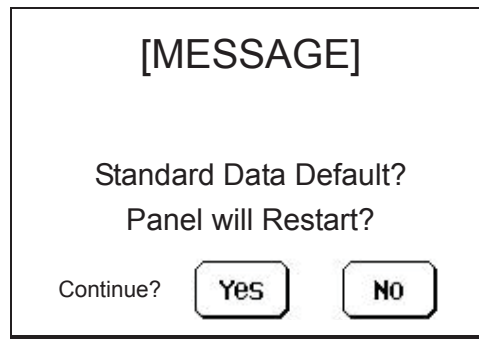 [MESSAGE]
Standard Data Default?
Panel will Restart?
Continue? Yes No